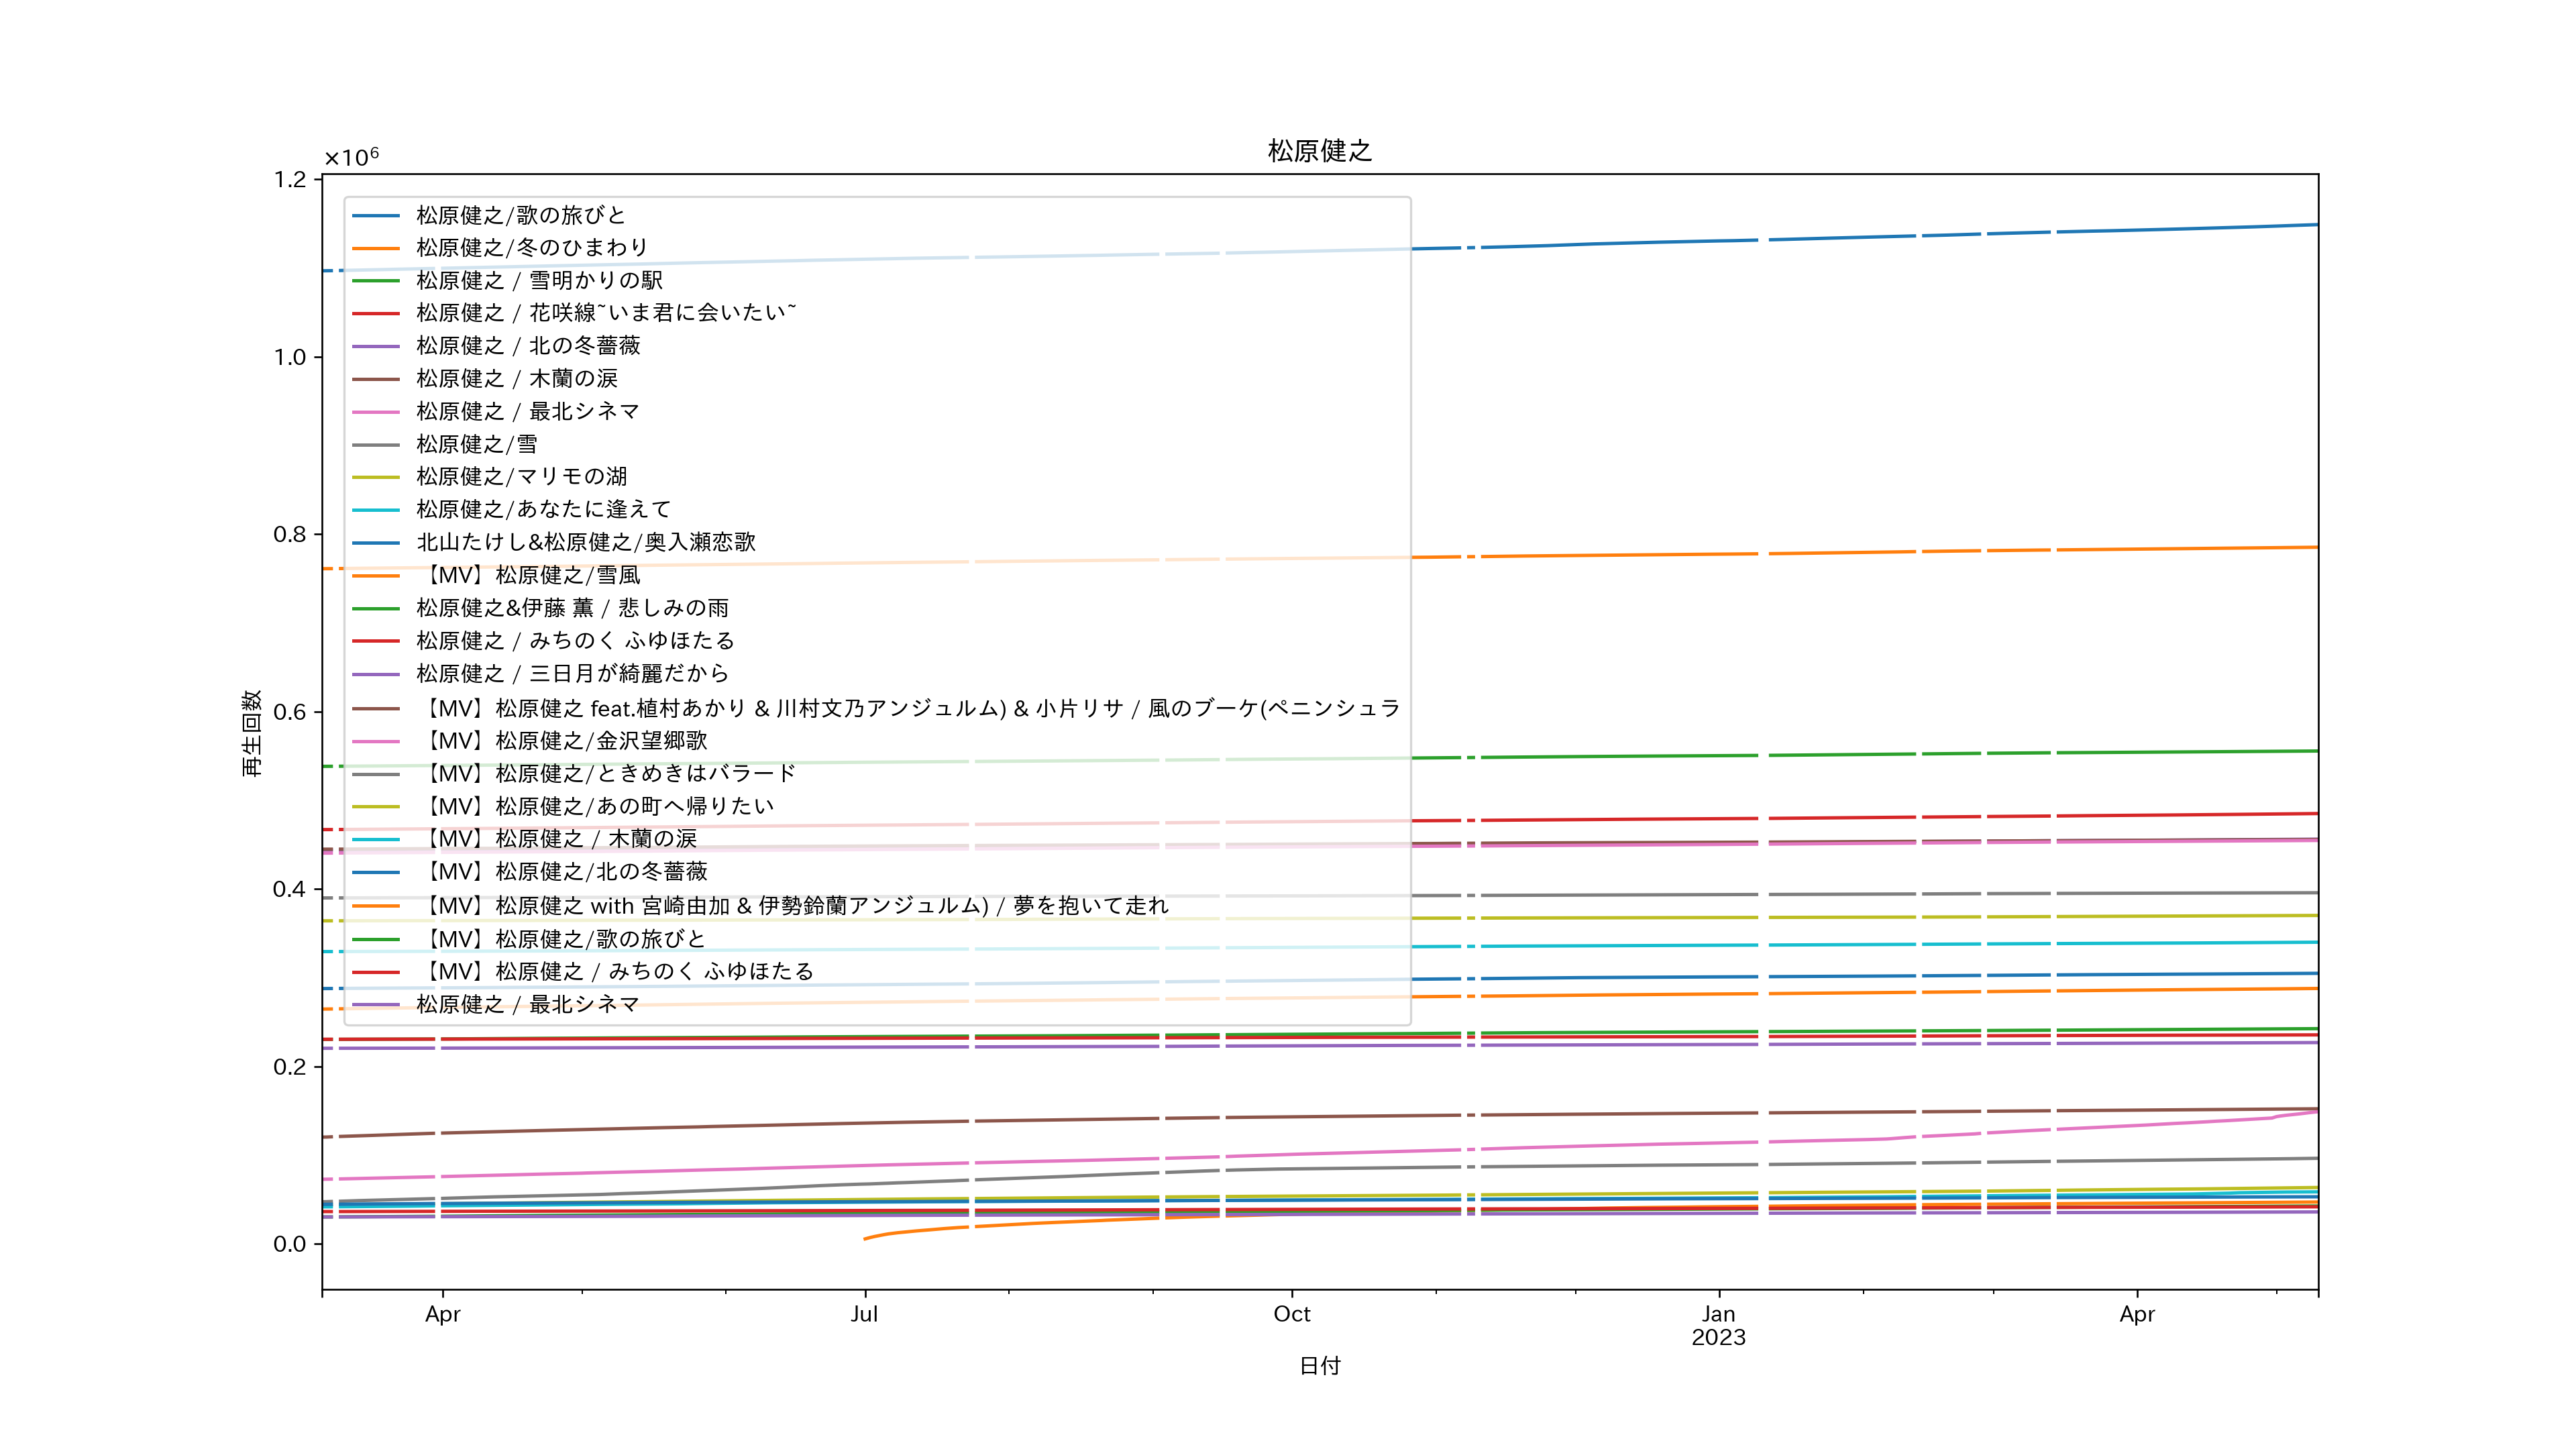 松原健之
×10⁶
1.2
1.0
0.8
0.6
0.4
0.2
0.0
再生回数
松原健之/歌の旅びと
松原健之/冬のひまわり
松原健之 / 雪明かりの駅
松原健之 / 花咲線~いま君に会いたい~
松原健之 / 北の冬薔薇
松原健之 / 木蘭の涙
松原健之 / 最北シネマ
松原健之/雪
松原健之/マリモの湖
松原健之/あなたに逢えて
北山たけし&松原健之/奥入瀬恋歌
【MV】松原健之/雪風
松原健之&伊藤 薫 / 悲しみの雨
松原健之 / みちのく ふゆほたる
松原健之 / 三日月が綺麗だから
【MV】松原健之 feat.植村あかり & 川村文乃アンジュルム) & 小片リサ / 風のブーケ(ペニンシュラ
【MV】松原健之/金沢望郷歌
【MV】松原健之/ときめきはバラード
【MV】松原健之/あの町へ帰りたい
【MV】松原健之 / 木蘭の涙
【MV】松原健之/北の冬薔薇
【MV】松原健之 with 宮崎由加 & 伊勢鈴蘭アンジュルム) / 夢を抱いて走れ
【MV】松原健之/歌の旅びと
【MV】松原健之 / みちのく ふゆほたる
松原健之 / 最北シネマ
Apr
Jul
Oct
Jan
2023
Apr
日付